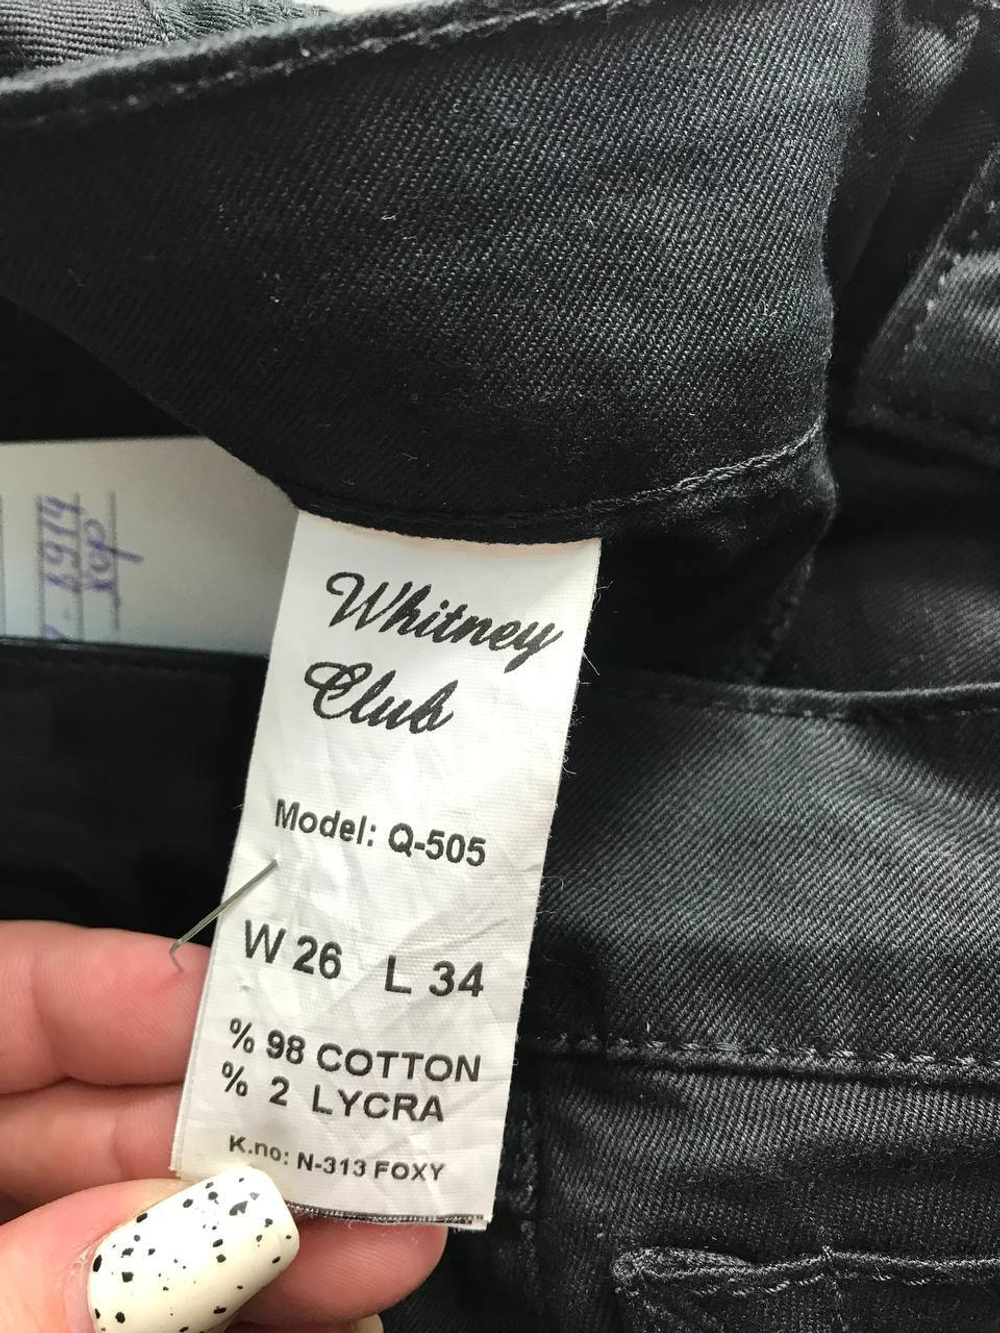 Whitney
Club
Model: Q-505
W 26 L 34
% 98 COTTON
% 2 LYCRA
K.no: N-313 FOXY